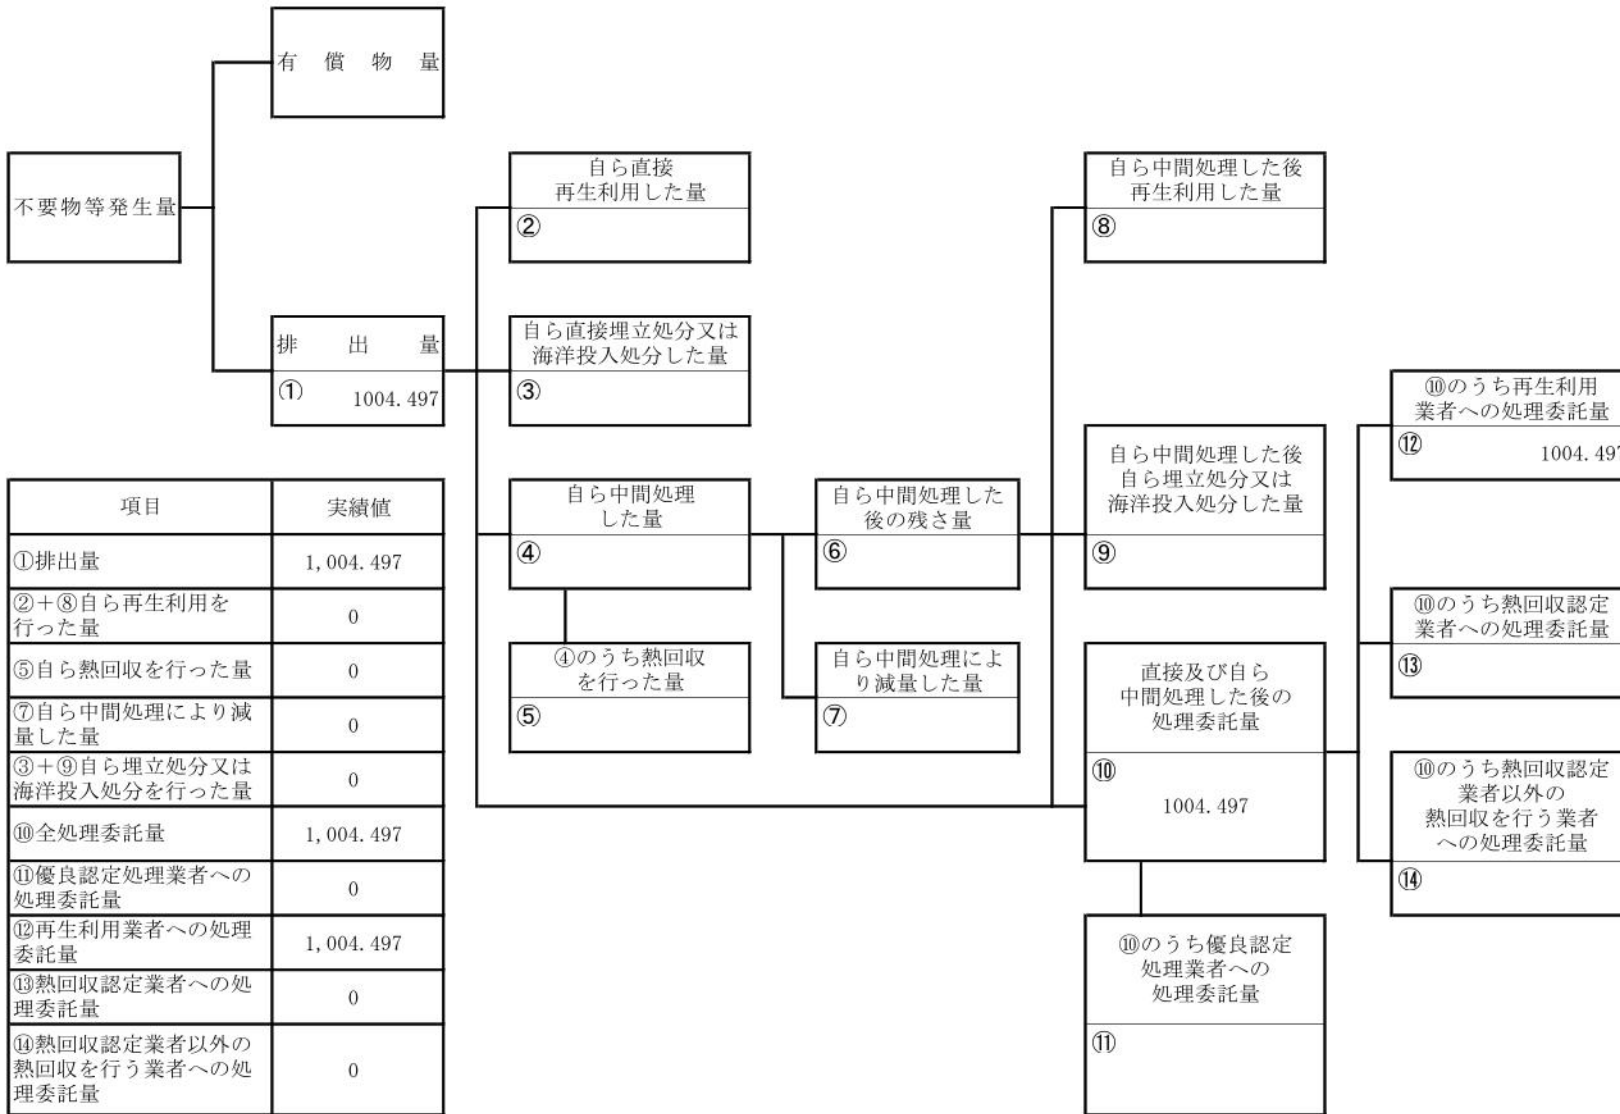 有償物量
不要物等発生量
排出量
① 1004.497
自ら直接
再生利用した量
②
自ら直接埋立処分又は
海洋投入処分した量
③
自ら中間処理
した量
④
④のうち熱回収
を行った量
⑤
自ら中間処理した
後の残さ量
⑥
自ら中間処理によ
り減量した量
⑦
自ら中間処理した後
再生利用した量
⑧
自ら中間処理した後
自ら埋立処分又は
海洋投入処分した量
⑨
直接及び自ら
中間処理した後の
処理委託量
⑩
1004.497
⑩のうち優良認定
処理業者への
処理委託量
⑪
⑩のうち再生利用
業者への処理委託量
⑫ 1004.497
⑩のうち熱回収認定
業者への処理委託量
⑬
⑩のうち熱回収認定
業者以外の
熱回収を行う業者
への処理委託量
⑭
項目 実績値
①排出量 1,004.497
②＋⑧自ら再生利用を
行った量 0
⑤自ら熱回収を行った量 0
⑦自ら中間処理により減
量した量 0
③＋⑨自ら埋立処分又は
海洋投入処分を行った量 0
⑩全処理委託量 1,004.497
⑪優良認定処理業者への
処理委託量 0
⑫再生利用業者への処理
委託量 1,004.497
⑬熱回収認定業者への処
理委託量 0
⑭熱回収認定業者以外の
熱回収を行う業者への処
理委託量 0